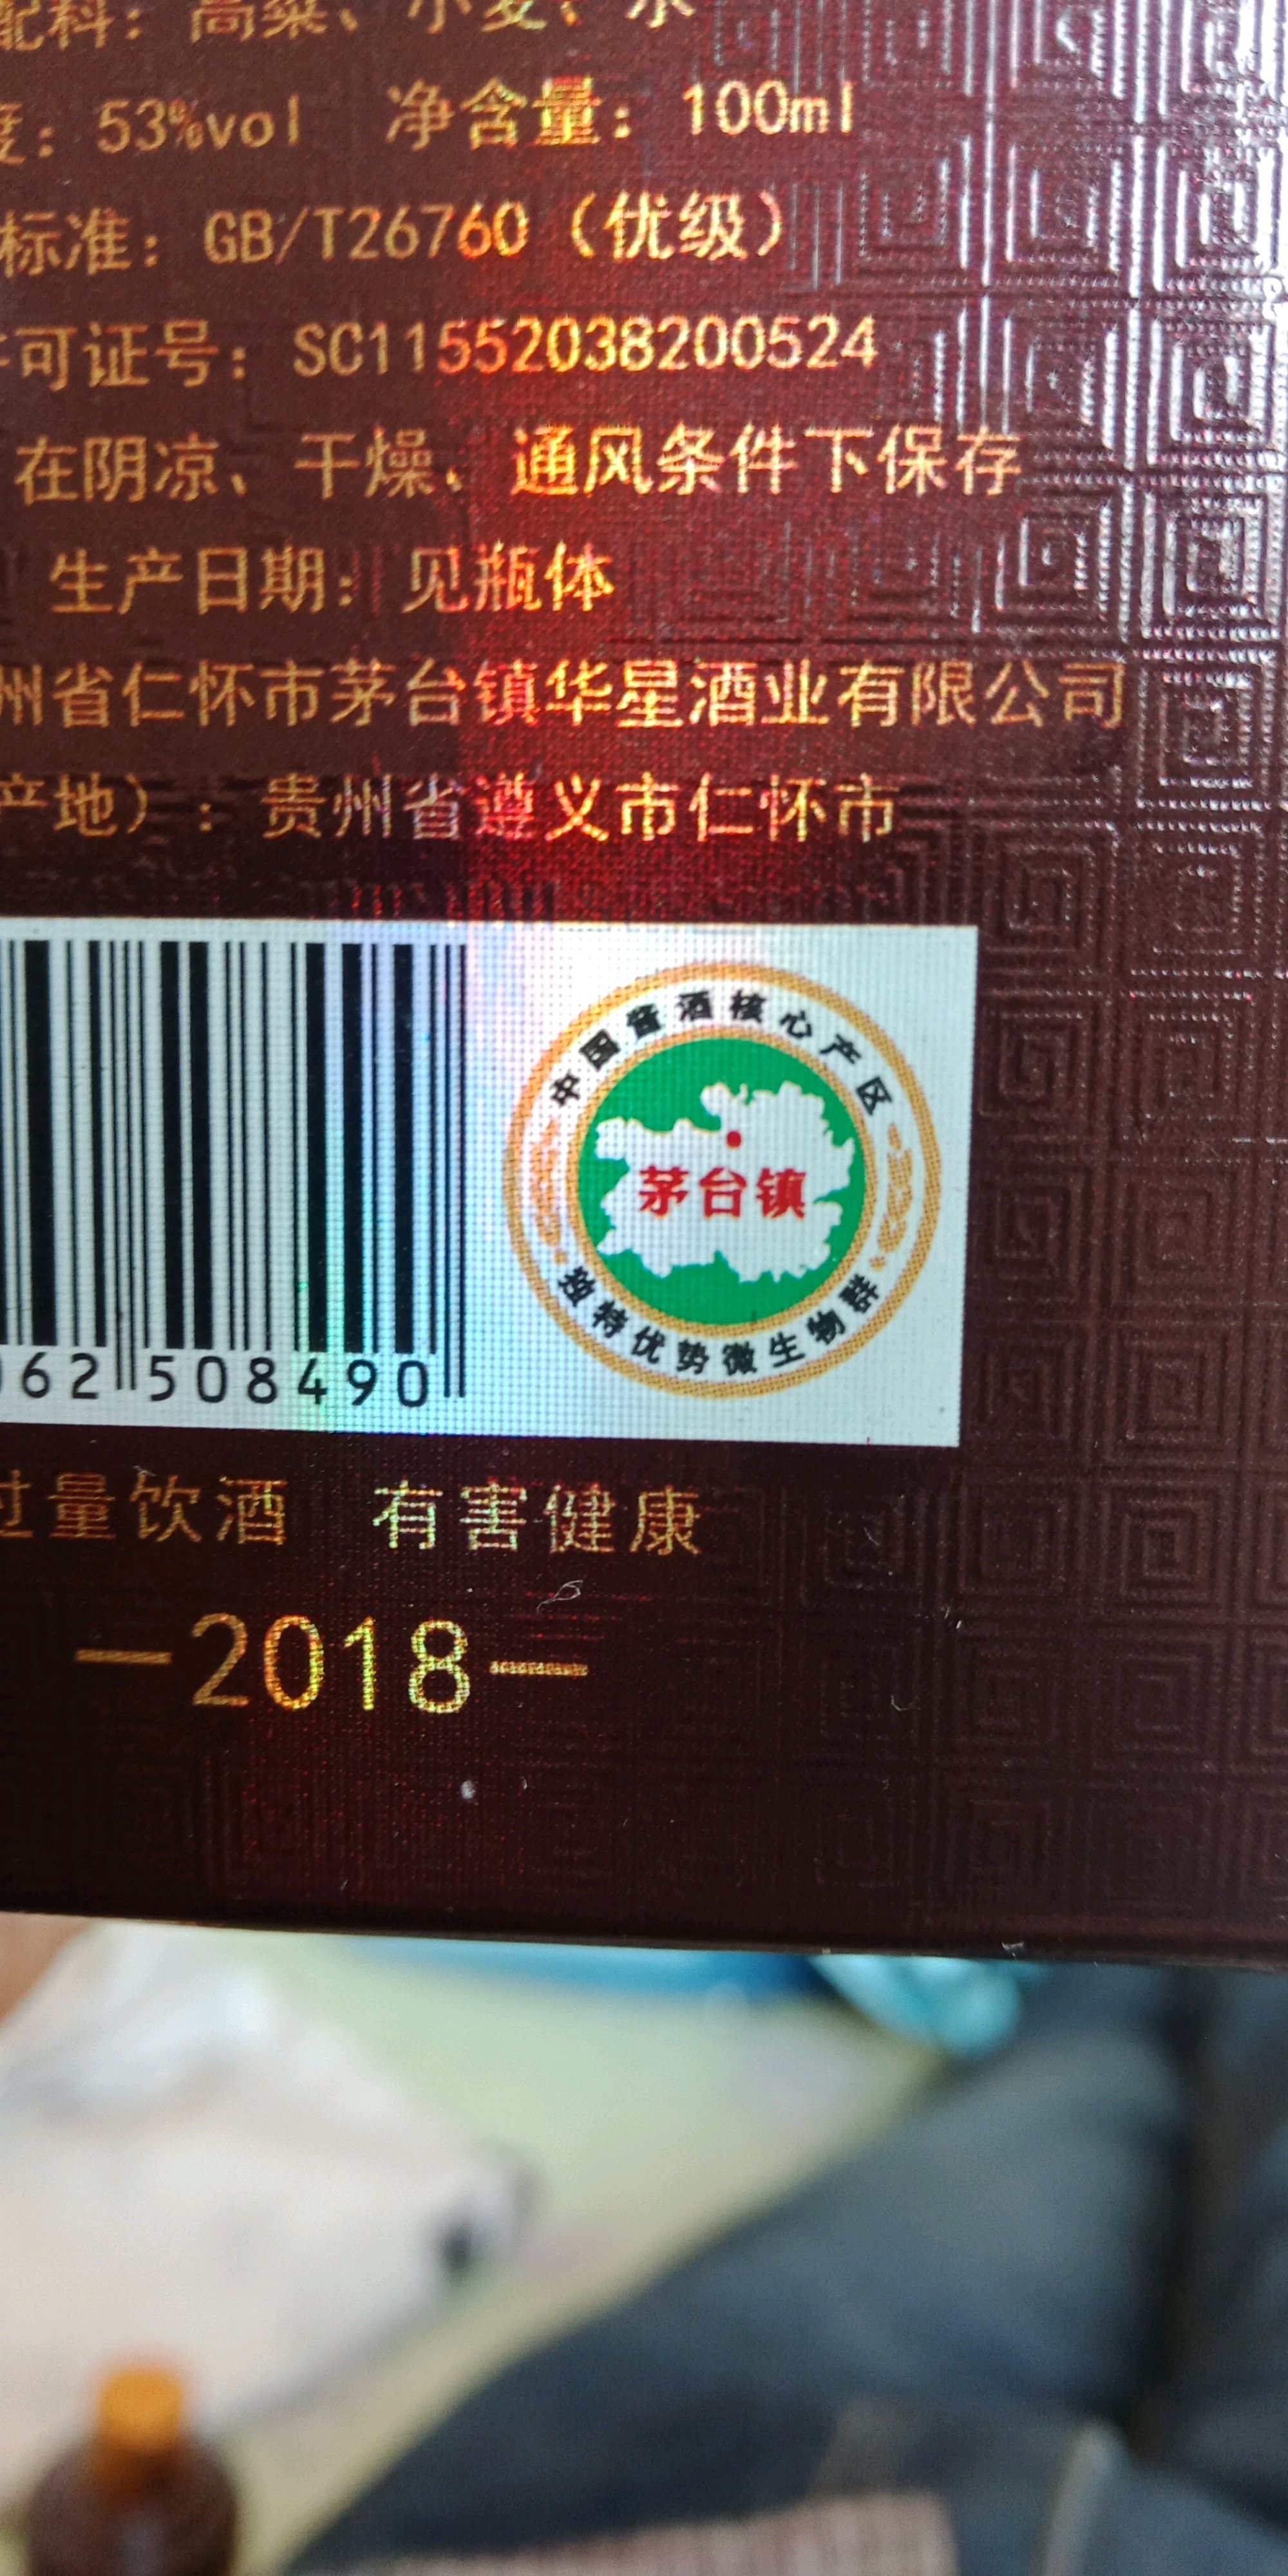 配料：高粱、小麦、水
度：53%vol 净含量：100ml
标准：GB/T26760（优级）
许可证号：SC11552038200524
在阴凉、干燥、通风条件下保存
生产日期：见瓶体
州省仁怀市茅台镇华星酒业有限公司
产地）：贵州省遵义市仁怀市
中国酱酒核心产区
茅台镇
独特优势微生物群
62 508490
过量饮酒 有害健康
—2018—